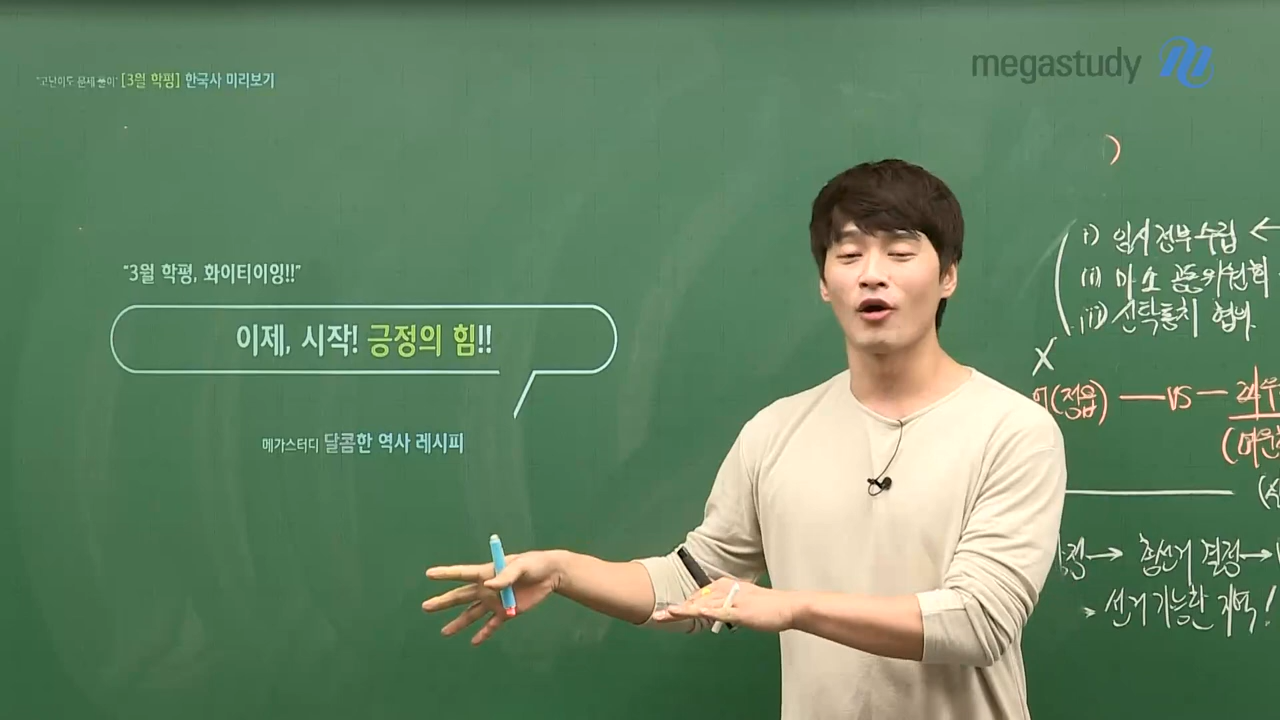 "고난이도 문제 풀이" [3월 학평] 한국사 미리보기
megastudy
"3월 학평, 화이티이잉!!"
이제, 시작! 긍정의 힘!!
메가스터디 달콤한 역사 레시피
i) 임시정부 수립 ←
ii) 미소 공동위원회
iii) 신탁통치 협의
X
(정읍) — VS —
→ 총선거 결정 →
선거 가능한 지역!